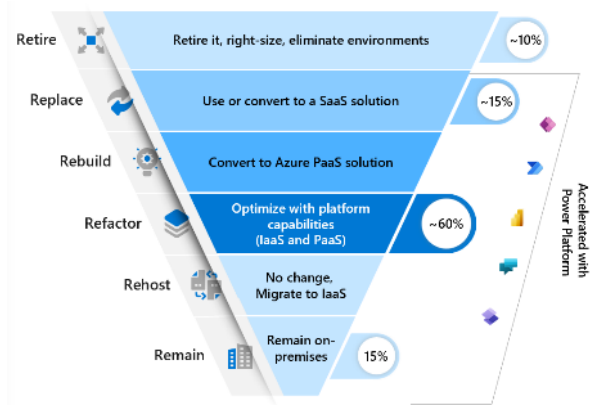 Retire
Retire it, right-size, eliminate environments
~10%
Replace
Use or convert to a SaaS solution
~15%
Rebuild
Convert to Azure PaaS solution
Refactor
Optimize with platform
capabilities
(IaaS and PaaS)
~60%
Rehost
No change,
Migrate to IaaS
Remain
Remain on-
premises
15%
Accelerated with
Power Platform